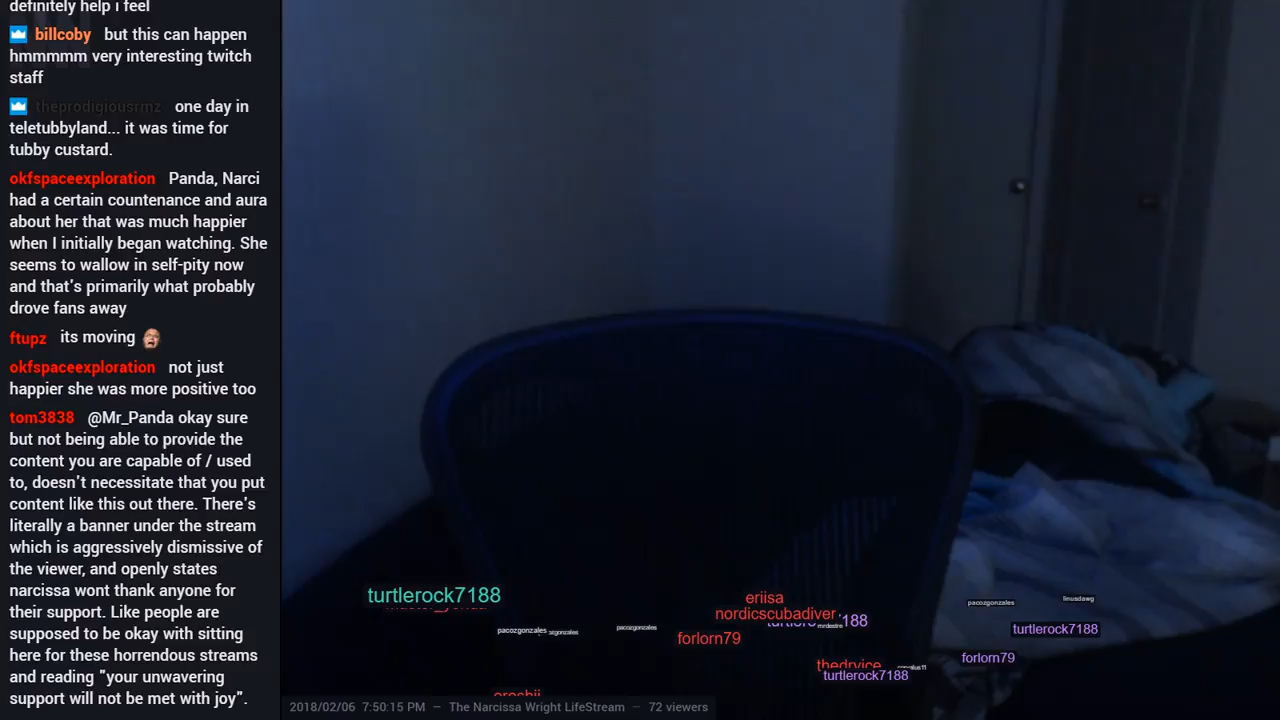 definitely help i feel
billcoby but this can happen
hmmmmm very interesting twitch
staff
theprodigiousrmz one day in
teletubbyland... it was time for
tubby custard.
okfspaceexploration Panda, Narci
had a certain countenance and aura
about her that was much happier
when I initially began watching. She
seems to wallow in self-pity now
and that's primarily what probably
drove fans away
ftupz its moving
okfspaceexploration not just
happier she was more positive too
tom3838 @Mr_Panda okay sure
but not being able to provide the
content you are capable of / used
to, doesn't necessitate that you put
content like this out there. There's
literally a banner under the stream
which is aggressively dismissive of
the viewer, and openly states
narcissa wont thank anyone for
their support. Like people are
supposed to be okay with sitting
here for these horrendous streams
and reading "your unwavering
support will not be met with joy".
turtlerock7188
eriisa
nordicscubadiver
188
pacozgonzales
pacozgonzales
forlorn79
pacozgonzales
linusdawg
turtlerock7188
forlorn79
thedrvice
turtlerock7188
2018/02/06 7:50:15 PM – The Narcissa Wright LifeStream – 72 viewers